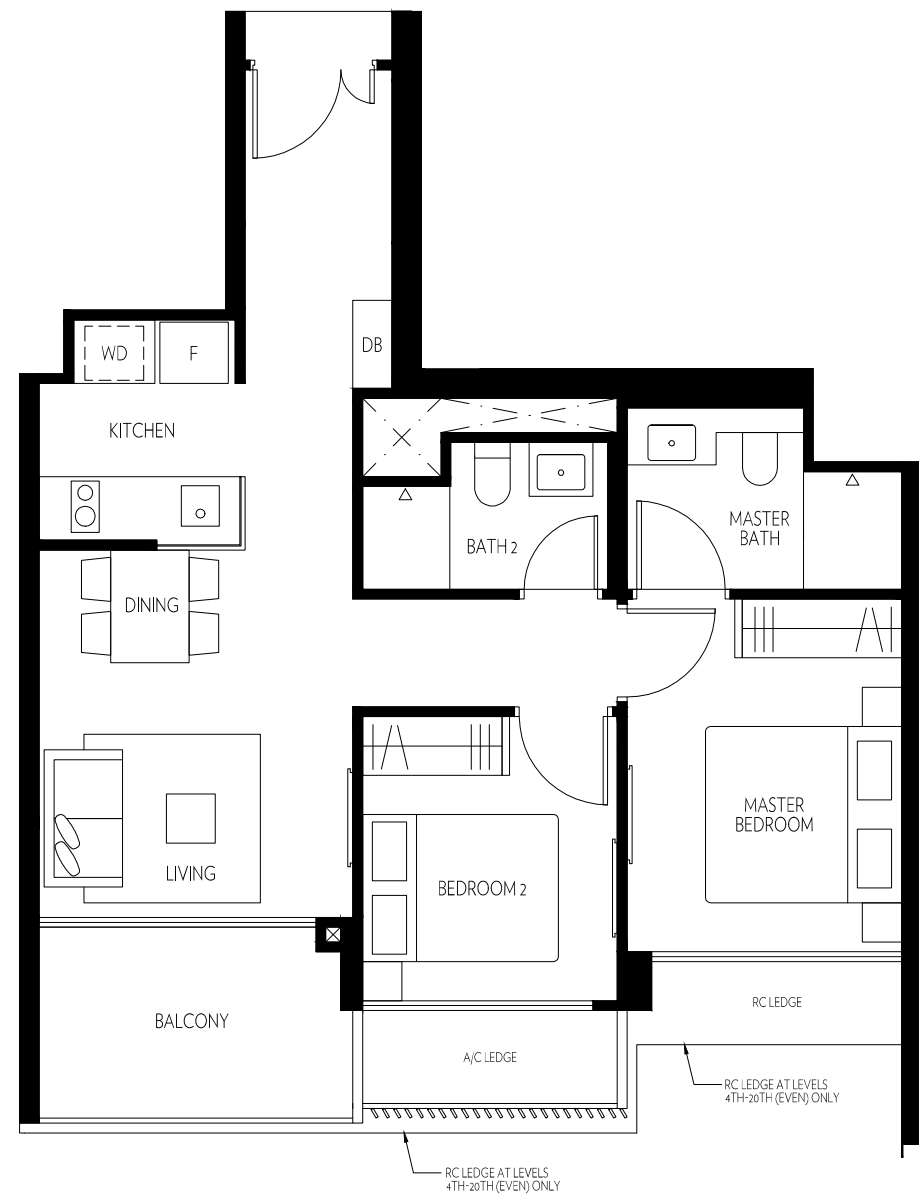 DB
WD
F
KITCHEN
MASTER
BATH
BATH 2
DINING
MASTER
BEDROOM
LIVING
BEDROOM 2
BALCONY
RC LEDGE
A/C LEDGE
RC LEDGE AT LEVELS
4TH-20TH (EVEN) ONLY
RC LEDGE AT LEVELS
4TH-20TH (EVEN) ONLY